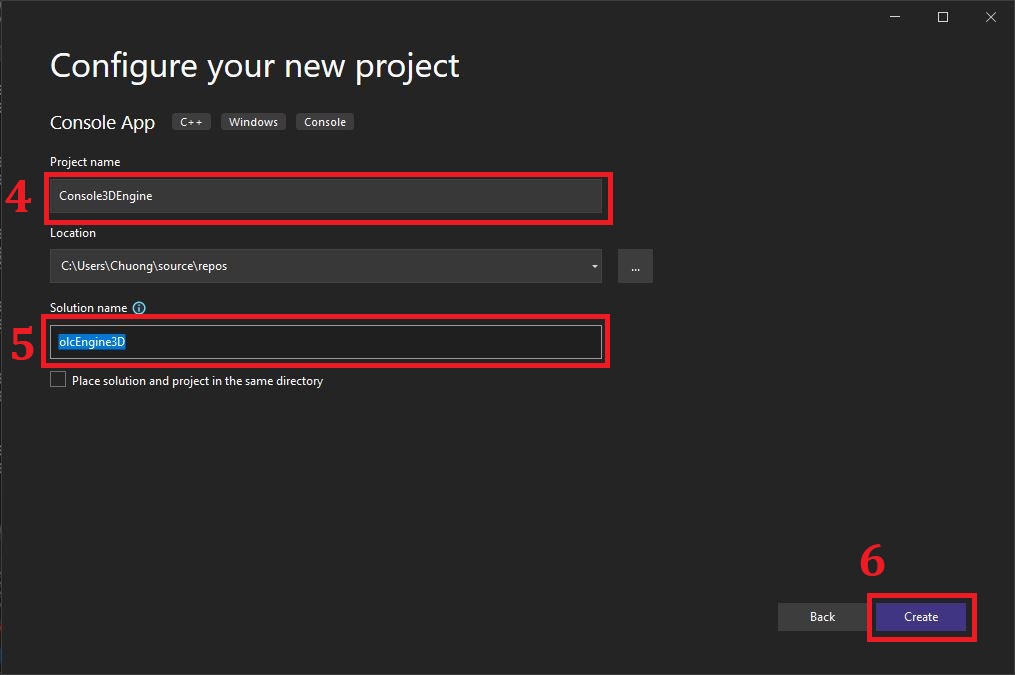 Configure your new project
Console App C++ Windows Console
Project name
4 Console3DEngine
Location
C:\Users\Chuong\source\repos ...
Solution name
5 olcEngine3D
Place solution and project in the same directory
6
Back Create